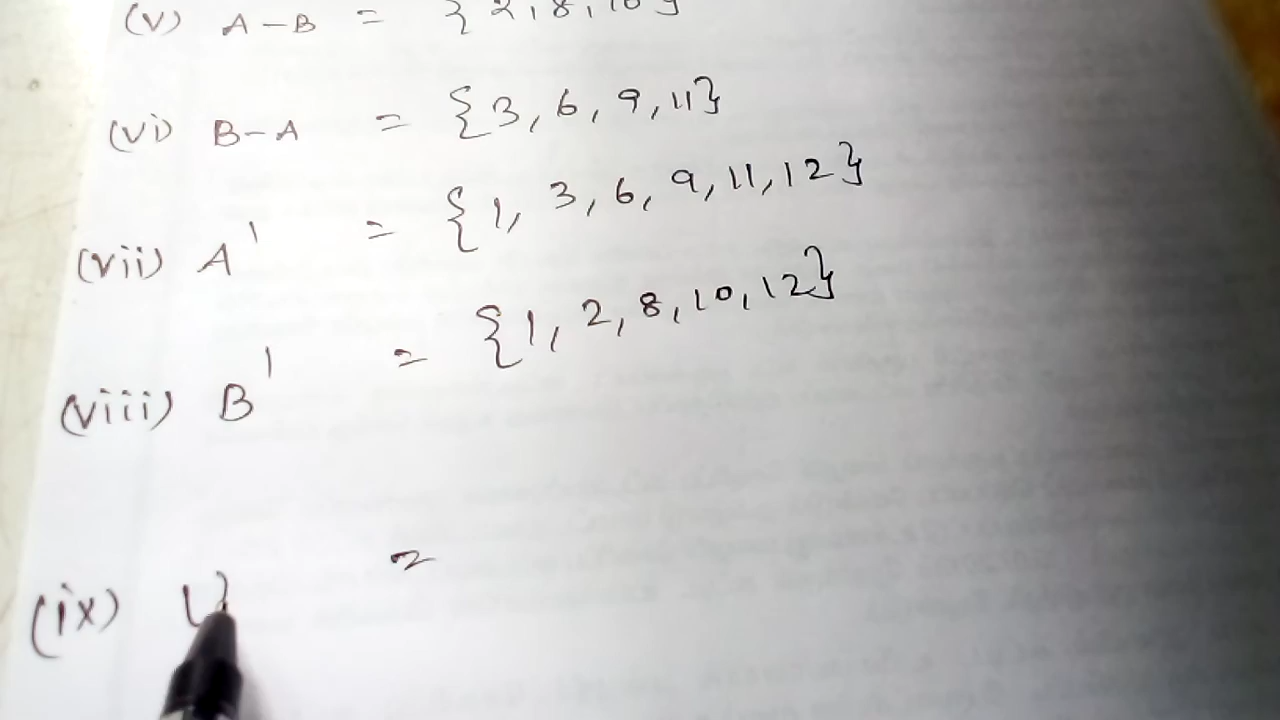 (v) A-B = {2, 8, 10}
(vi) B-A = {3, 6, 9, 11}
(vii) A' = {1, 3, 6, 9, 11, 12}
(viii) B' = {1, 2, 8, 10, 12}
(ix) U =